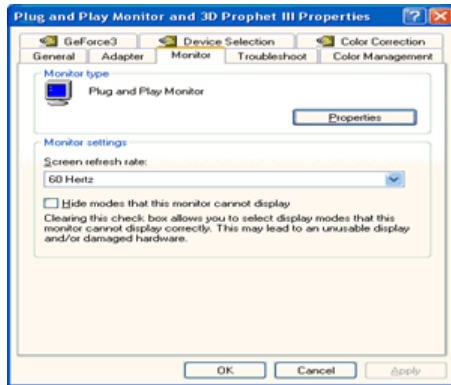 Plug and Play Monitor and 3D Prophet III Properties
GeForce3 Device Selection Color Correction
General Adapter Monitor Troubleshoot Color Management
Monitor type
Plug and Play Monitor
Properties
Monitor settings
Screen refresh rate:
60 Hertz
Hide modes that this monitor cannot display
Clearing this check box allows you to select display modes that this
monitor cannot display correctly. This may lead to an unusable display
and/or damaged hardware.
OK Cancel Apply